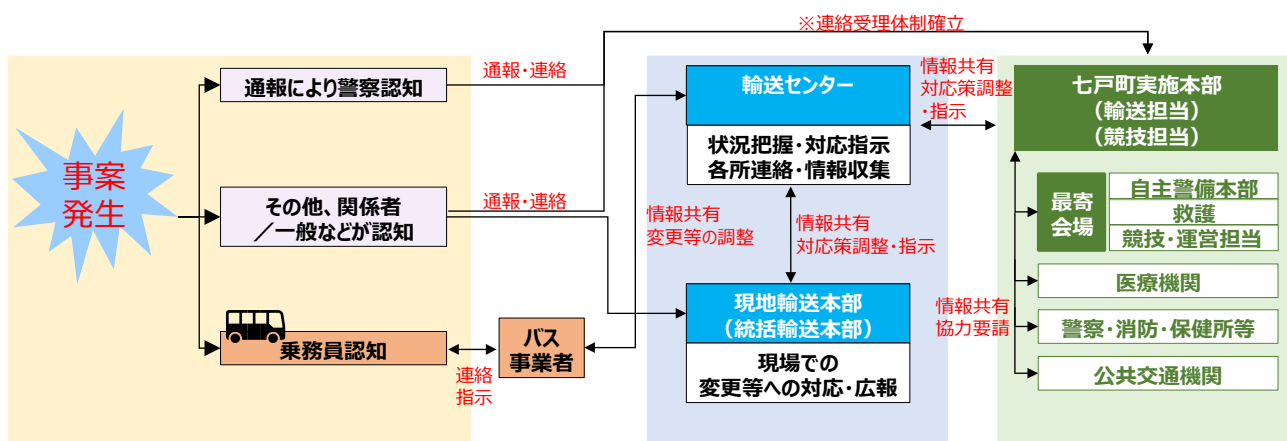 ※連絡受理体制確立
事案
発生
通報により警察認知
通報・連絡
その他、関係者
／一般などが認知
通報・連絡
乗務員認知
連絡
指示
バス
事業者
輸送センター
状況把握・対応指示
各所連絡・情報収集
情報共有
変更等の調整
情報共有
対応策調整・指示
現地輸送本部
（統括輸送本部）
現場での
変更等への対応・広報
情報共有
対応策調整
・指示
七戸町実施本部
（輸送担当）
（競技担当）
最寄
会場
自主警備本部
救護
競技・運営担当
医療機関
情報共有
協力要請
警察・消防・保健所等
公共交通機関